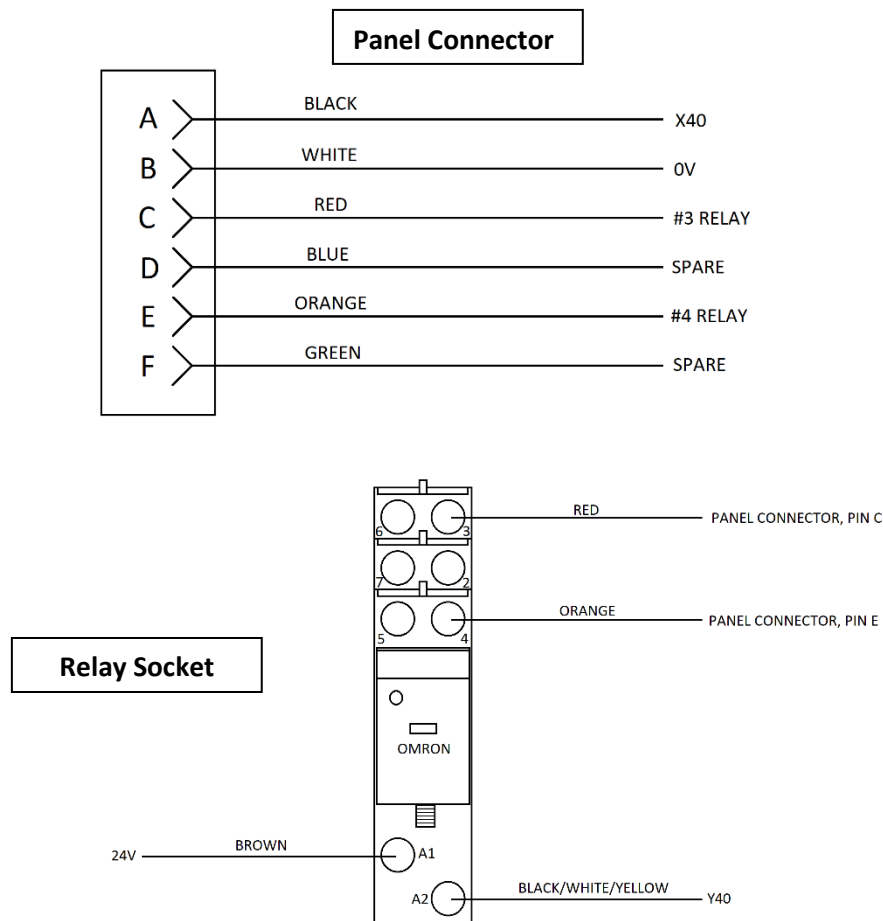 Panel Connector
A BLACK X40
B WHITE 0V
C RED #3 RELAY
D BLUE SPARE
E ORANGE #4 RELAY
F GREEN SPARE
6 3 RED PANEL CONNECTOR, PIN C
7 2
5 4 ORANGE PANEL CONNECTOR, PIN E
Relay Socket
OMRON
24V BROWN A1
A2 BLACK/WHITE/YELLOW Y40